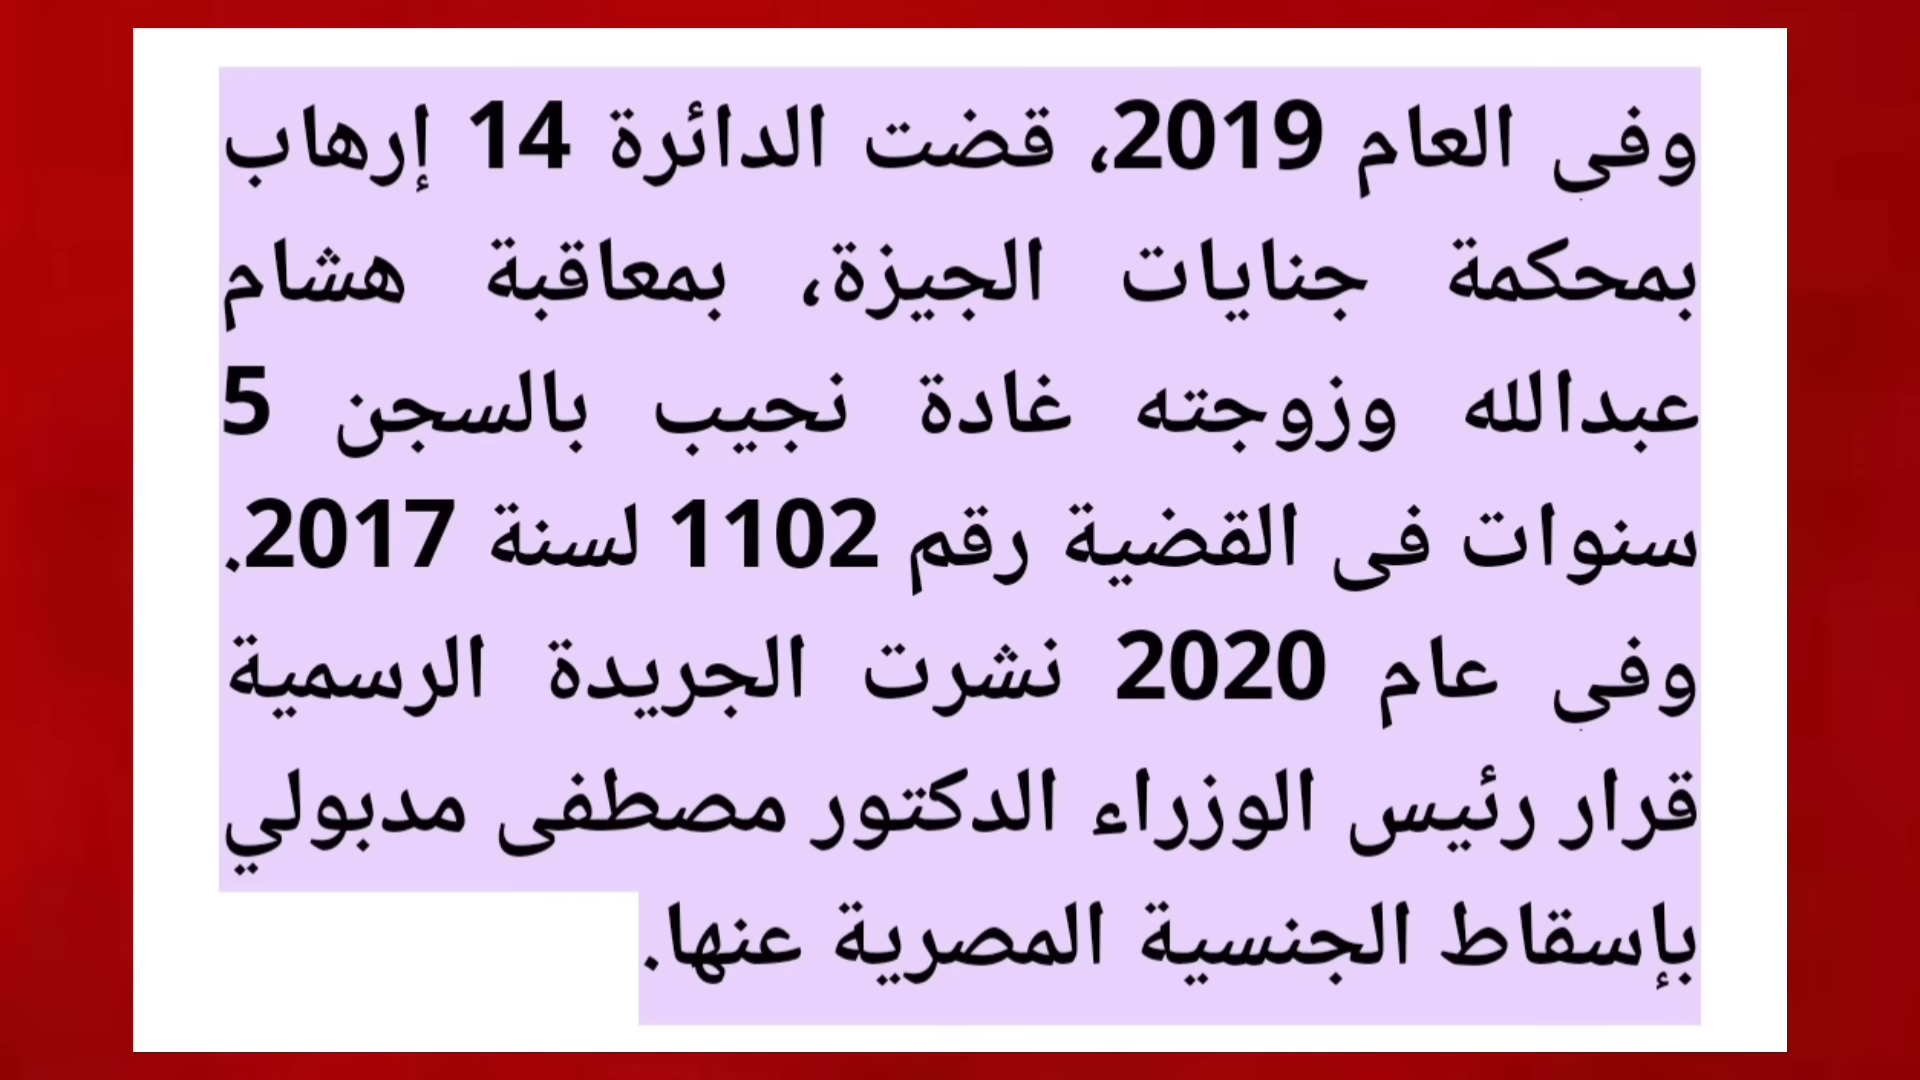 وفى العام 2019، قضت الدائرة 14 إرهاب
بمحكمة جنايات الجيزة، بمعاقبة هشام
عبدالله وزوجته غادة نجيب بالسجن 5
سنوات فى القضية رقم 1102 لسنة 2017.
وفى عام 2020 نشرت الجريدة الرسمية
قرار رئيس الوزراء الدكتور مصطفى مدبولي
بإسقاط الجنسية المصرية عنها.